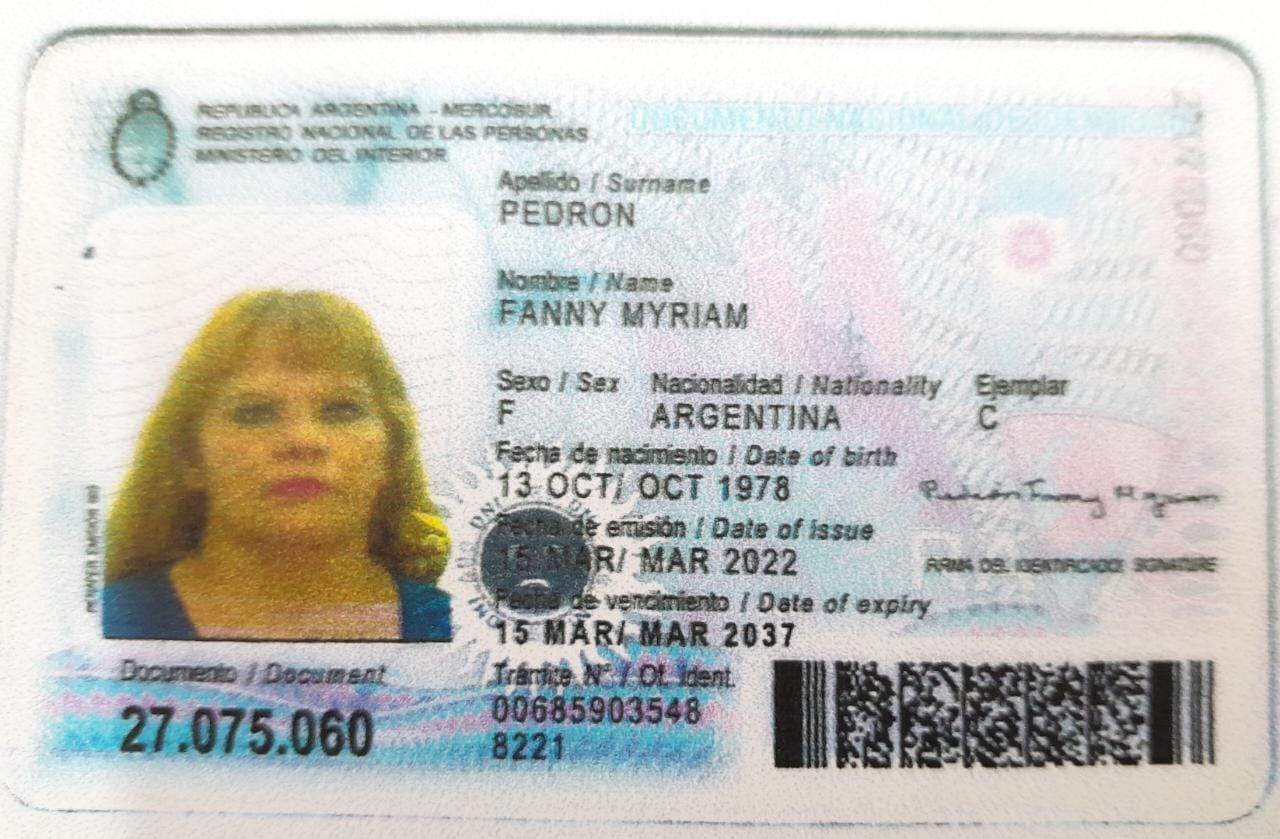 REPUBLICA ARGENTINA - MERCOSUR
REGISTRO NACIONAL DE LAS PERSONAS
MINISTERIO DEL INTERIOR
DOCUMENTO NACIONAL DE IDENTIDAD
Apellido / Surname
PEDRON
Nombre / Name
FANNY MYRIAM
Sexo / Sex Nacionalidad / Nationality Ejemplar
F ARGENTINA C
Fecha de nacimiento / Date of birth
13 OCT/ OCT 1978
Fecha de emisión / Date of issue
15 MAR/ MAR 2022
FIRMA DEL IDENTIFICADO/ SIGNATURE
Fecha de vencimiento / Date of expiry
15 MAR/ MAR 2037
Documento / Document
27.075.060
Trámite N° / Of. ident.
00685903548
8221